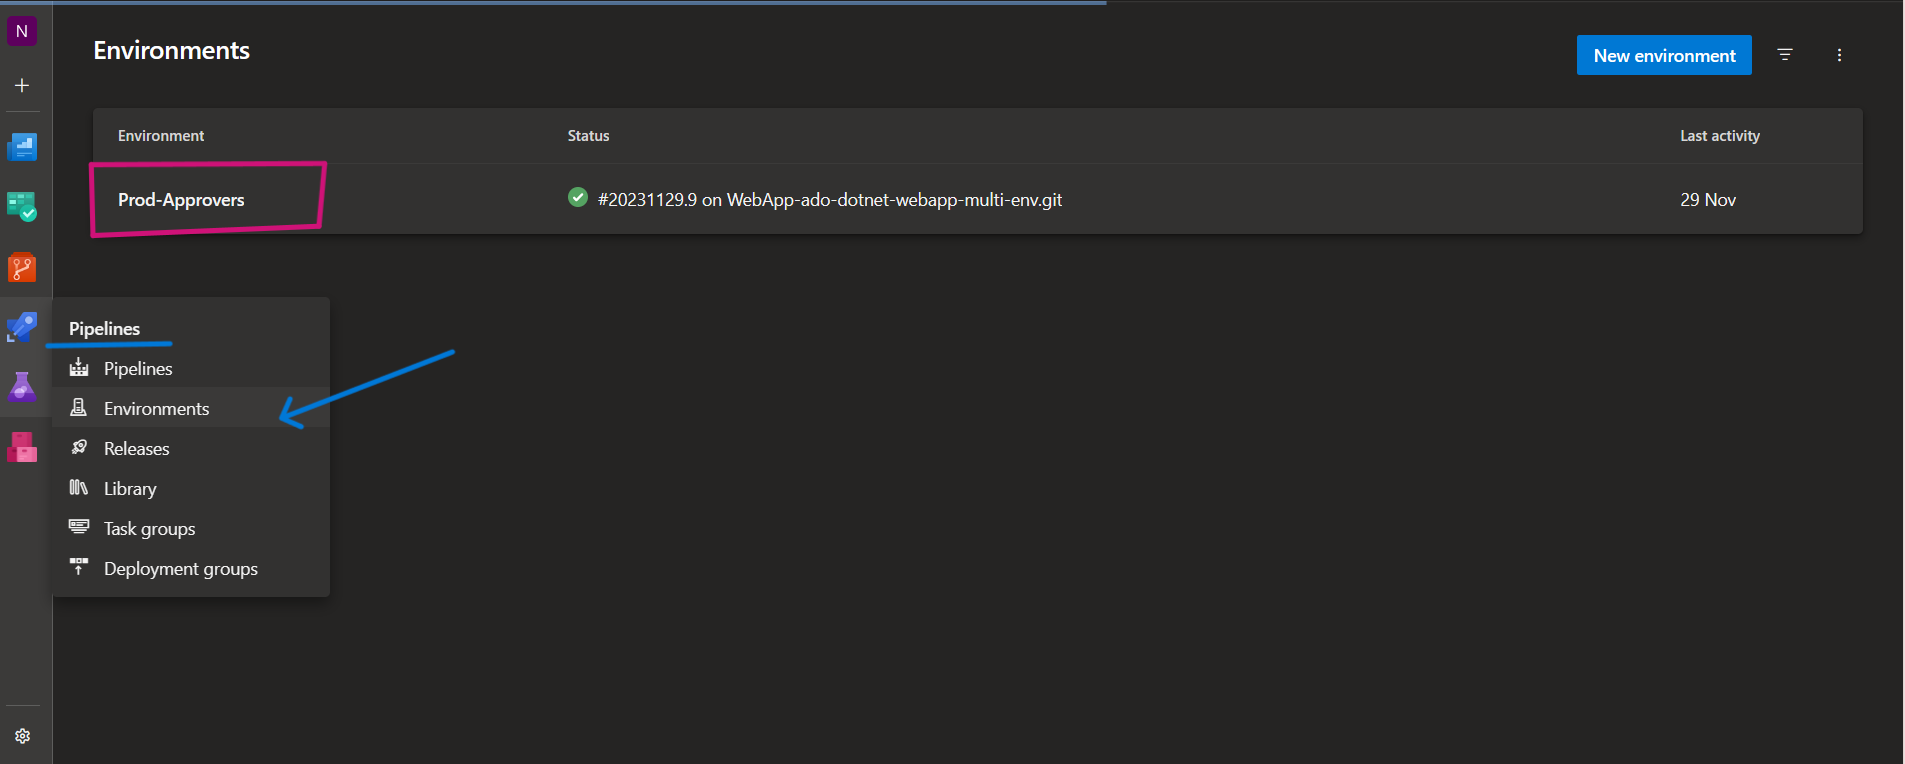 N
Environments
New environment
Environment Status Last activity
Prod-Approvers #20231129.9 on WebApp-ado-dotnet-webapp-multi-env.git 29 Nov
Pipelines
Pipelines
Environments
Releases
Library
Task groups
Deployment groups